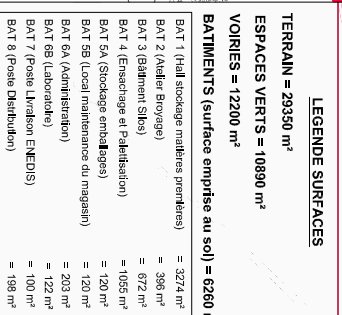 LEGENDE SURFACES
TERRAIN = 29350 m²
ESPACES VERTS = 10890 m²
VOIRIES = 12200 m²
BATIMENTS (surface emprise au sol) = 6260
BAT 1 (Hall stockage matières premières) = 3274 m²
BAT 2 (Atelier Broyage) = 396 m²
BAT 3 (Bâtiment Silos) = 672 m²
BAT 4 (Ensachage et Palettisation) = 1055 m²
BAT 5A (Stockage emballages) = 120 m²
BAT 5B (Local maintenance du magasin) = 120 m²
BAT 6A (Administration) = 203 m²
BAT 6B (Laboratoire) = 122 m²
BAT 7 (Poste Livraison ENEDIS) = 100 m²
BAT 8 (Poste Distribution) = 198 m²